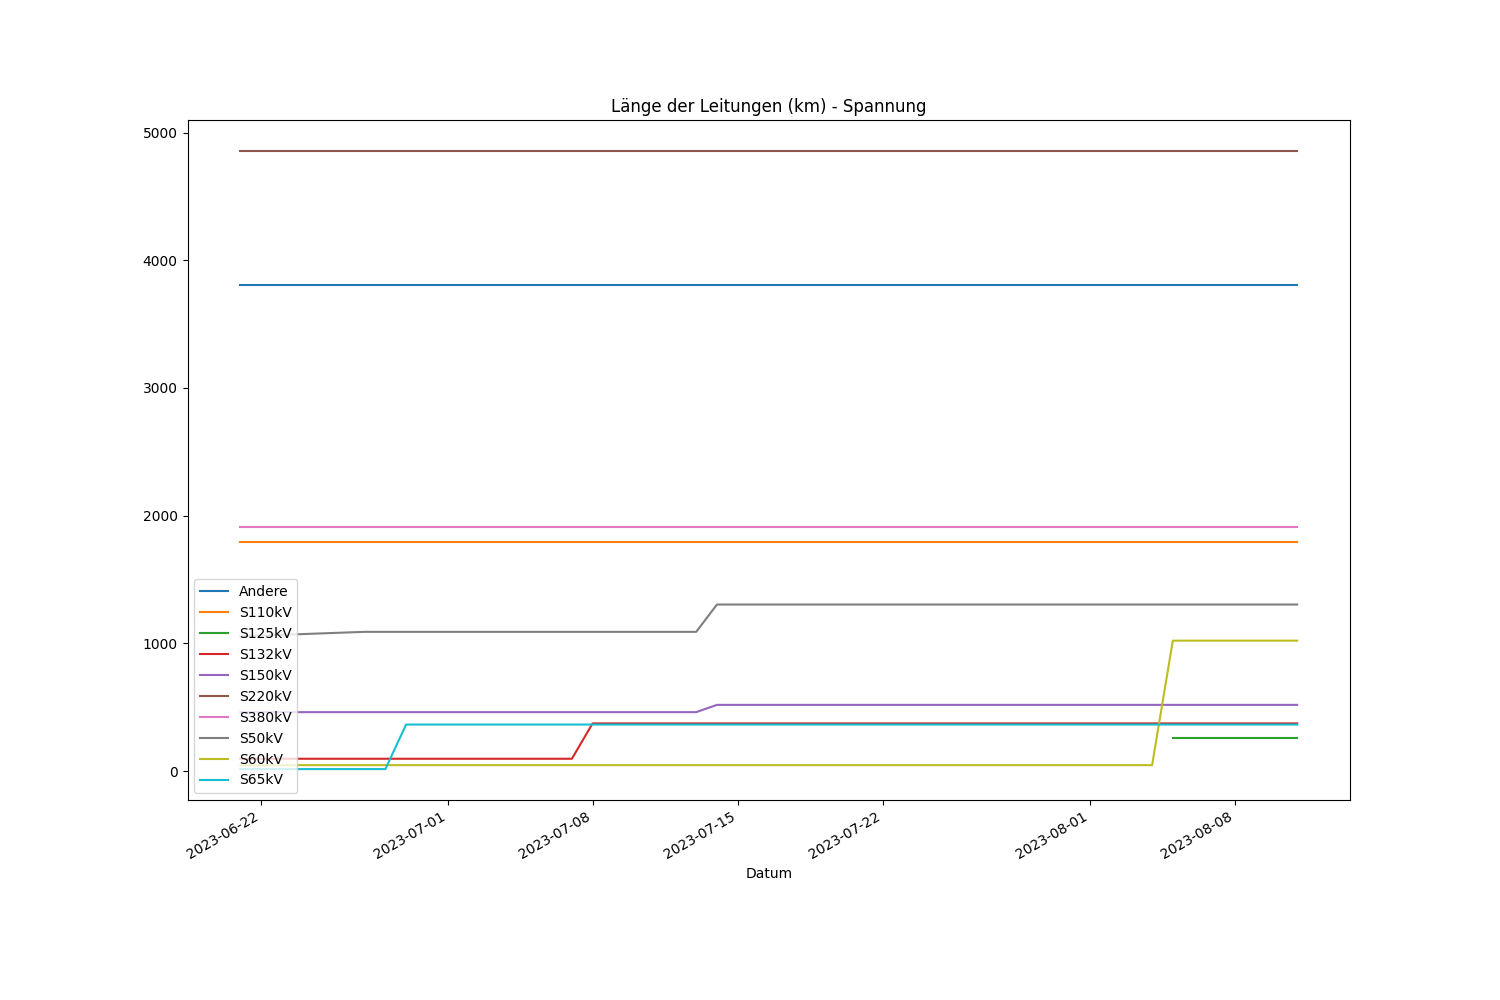 Länge der Leitungen (km) - Spannung
5000
4000
3000
2000
1000
0
Andere
S110kV
S125kV
S132kV
S150kV
S220kV
S380kV
S50kV
S60kV
S65kV
2023-06-22
2023-07-01
2023-07-08
2023-07-15
2023-07-22
2023-08-01
2023-08-08
Datum